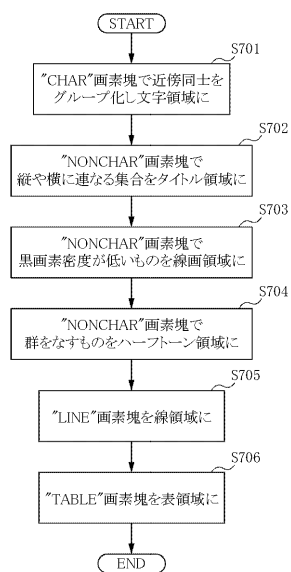 START
S701
"CHAR"画素塊で近傍同士を
グループ化し文字領域に
S702
"NONCHAR"画素塊で
縦や横に連なる集合をタイトル領域に
S703
"NONCHAR"画素塊で
黒画素密度が低いものを線画領域に
S704
"NONCHAR"画素塊で
群をなすものをハーフトーン領域に
S705
"LINE"画素塊を線領域に
S706
"TABLE"画素塊を表領域に
END